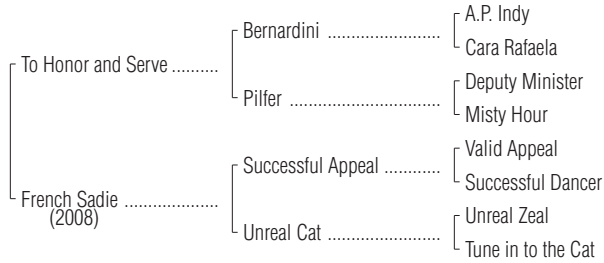 A.P. Indy
Bernardini ......................
Cara Rafaela
To Honor and Serve ..........
Deputy Minister
Pilfer ..............................
Misty Hour
Valid Appeal
Successful Appeal ............
Successful Dancer
French Sadie ....................
(2008)
Unreal Zeal
Unreal Cat ......................
Tune in to the Cat